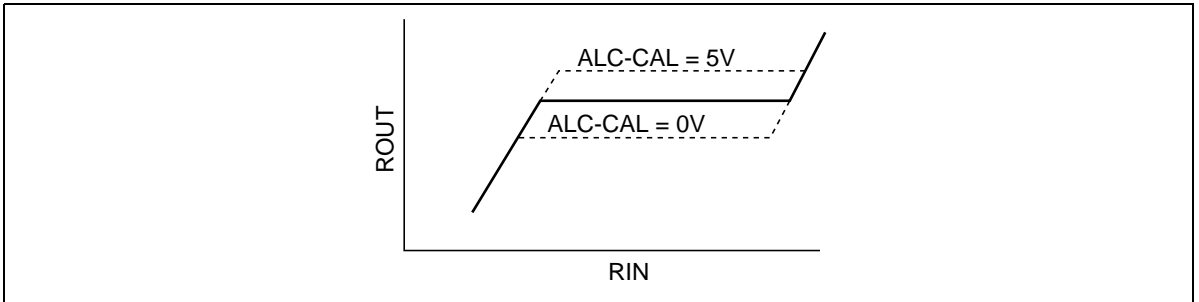 ALC-CAL = 5V
ALC-CAL = 0V
ROUT
RIN